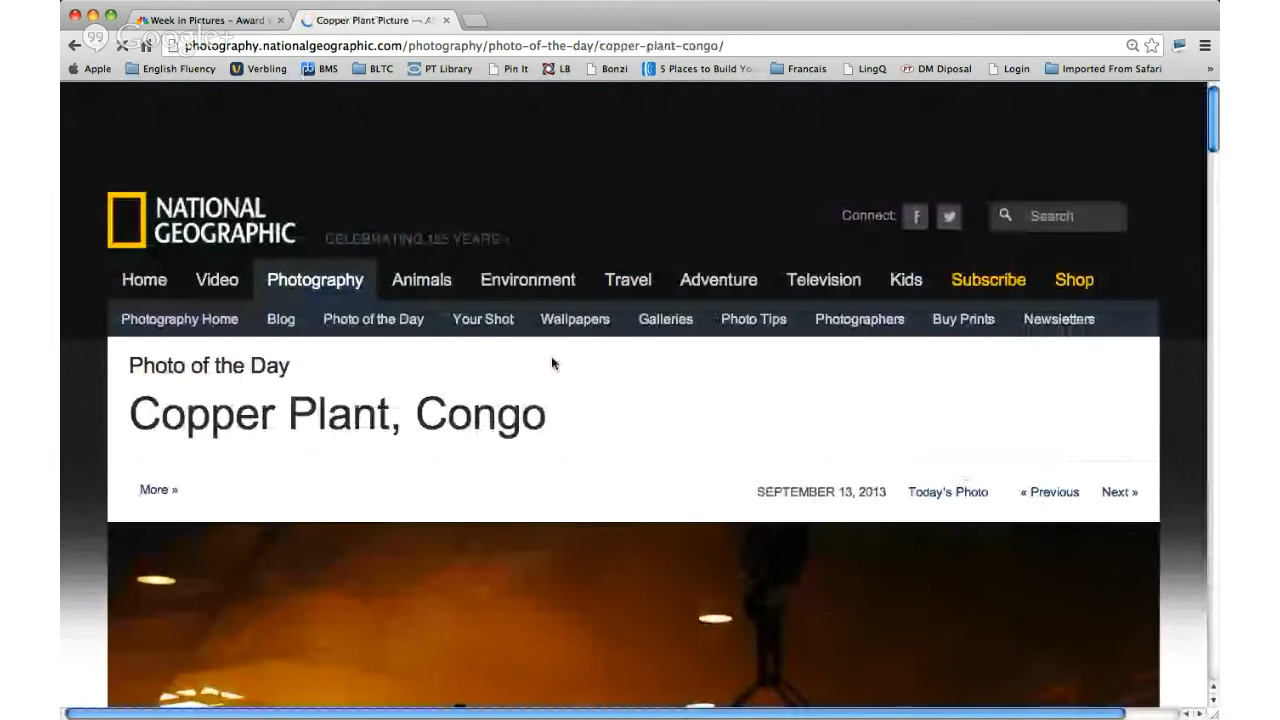 Week in Pictures – Award
Copper Plant Picture —
Google+
photography.nationalgeographic.com/photography/photo-of-the-day/copper-plant-congo/
Apple English Fluency Verbling BMS BLTC PT Library Pin It LB Bonzi 5 Places to Build Francais LingQ DM Diposal Login Imported From Safari »
NATIONAL
GEOGRAPHIC
CELEBRATING 125 YEARS
Connect: Search
Home Video Photography Animals Environment Travel Adventure Television Kids Subscribe Shop
Photography Home Blog Photo of the Day Your Shot Wallpapers Galleries Photo Tips Photographers Buy Prints Newsletters
Photo of the Day
Copper Plant, Congo
More »
SEPTEMBER 13, 2013 Today's Photo « Previous Next »